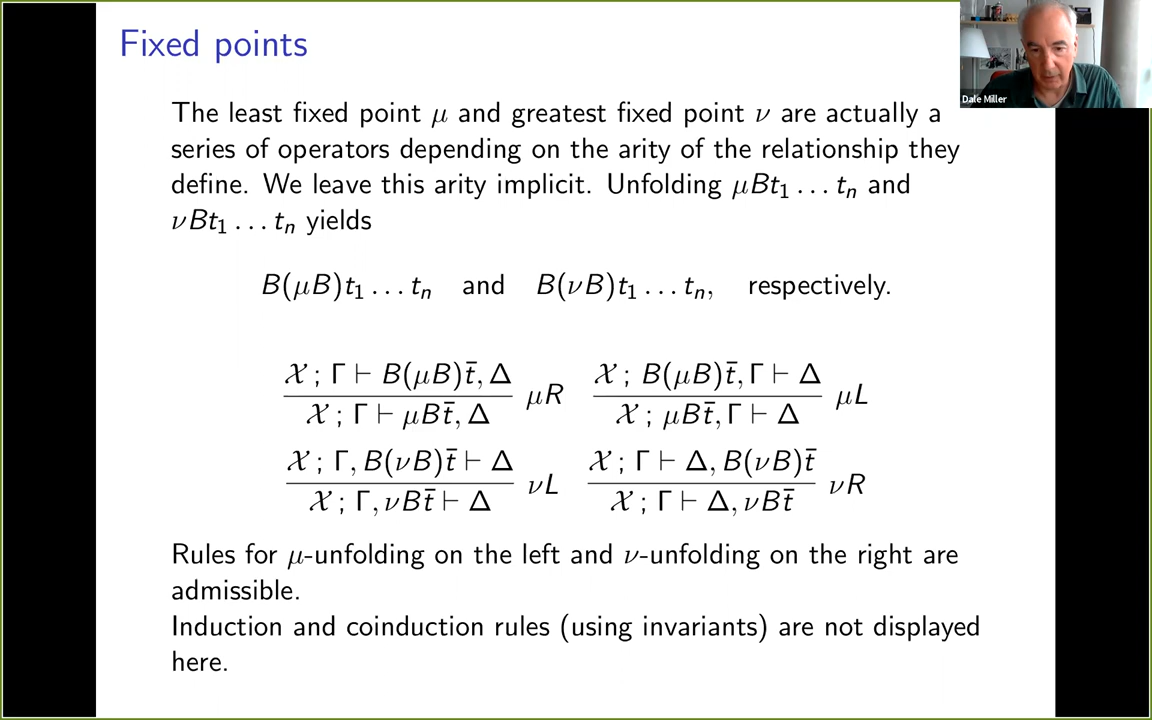 Fixed points
Dale Miller
The least fixed point μ and greatest fixed point ν are actually a
series of operators depending on the arity of the relationship they
define. We leave this arity implicit. Unfolding μBt₁ . . . tₙ and
νBt₁ . . . tₙ yields
B(μB)t₁ . . . tₙ and B(νB)t₁ . . . tₙ, respectively.
𝒳 ; Γ ⊢ B(μB)t̄, Δ 𝒳 ; B(μB)t̄, Γ ⊢ Δ
μR μL
𝒳 ; Γ ⊢ μBt̄, Δ 𝒳 ; μBt̄, Γ ⊢ Δ
𝒳 ; Γ, B(νB)t̄ ⊢ Δ 𝒳 ; Γ ⊢ Δ, B(νB)t̄
νL νR
𝒳 ; Γ, νBt̄ ⊢ Δ 𝒳 ; Γ ⊢ Δ, νBt̄
Rules for μ-unfolding on the left and ν-unfolding on the right are
admissible.
Induction and coinduction rules (using invariants) are not displayed
here.